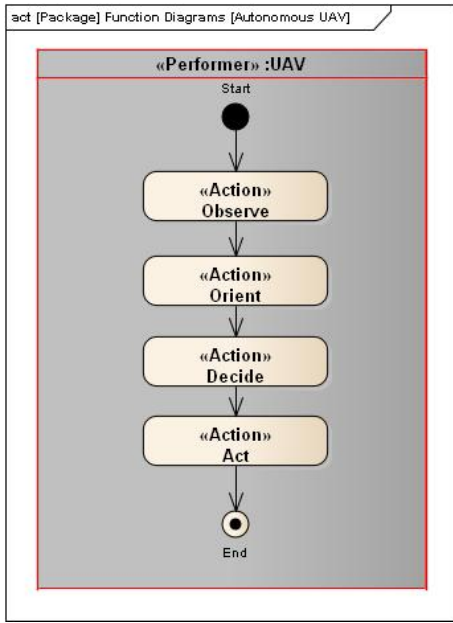 act [Package] Function Diagrams [Autonomous UAV]
«Performer» :UAV
Start
«Action»
Observe
«Action»
Orient
«Action»
Decide
«Action»
Act
End